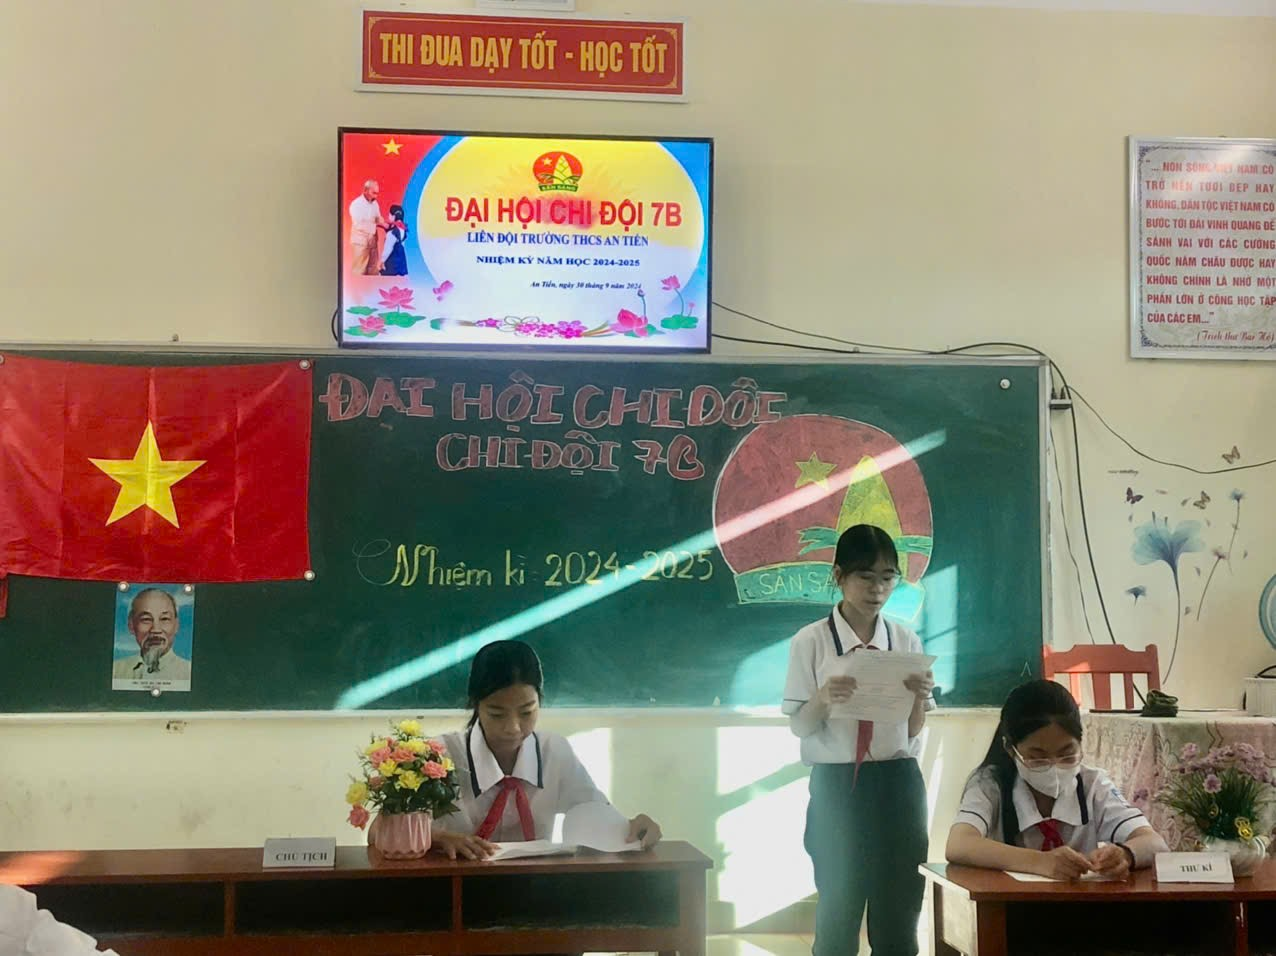 THI ĐUA DẠY TỐT - HỌC TỐT
SẴN SÀNG
ĐẠI HỘI CHI ĐỘI 7B
LIÊN ĐỘI TRƯỜNG THCS AN TIẾN
NHIỆM KỲ NĂM HỌC 2024-2025
An Tiến, ngày 30 tháng 9 năm 2024
...NON SÔNG VIỆT NAM CÓ
TRỞ NÊN TƯƠI ĐẸP HAY
KHÔNG, DÂN TỘC VIỆT NAM CÓ
BƯỚC TỚI ĐÀI VINH QUANG ĐỂ
SÁNH VAI VỚI CÁC CƯỜNG
QUỐC NĂM CHÂU ĐƯỢC HAY
KHÔNG CHÍNH LÀ NHỜ MỘT
PHẦN LỚN Ở CÔNG HỌC TẬP
CỦA CÁC EM..."
(Trích thư Bác Hồ)
ĐẠI HỘI CHI ĐỘI
CHI ĐỘI 7B
Nhiệm kì 2024-2025
SẴN SÀ
CHỦ TỊCH
THƯ KÍ